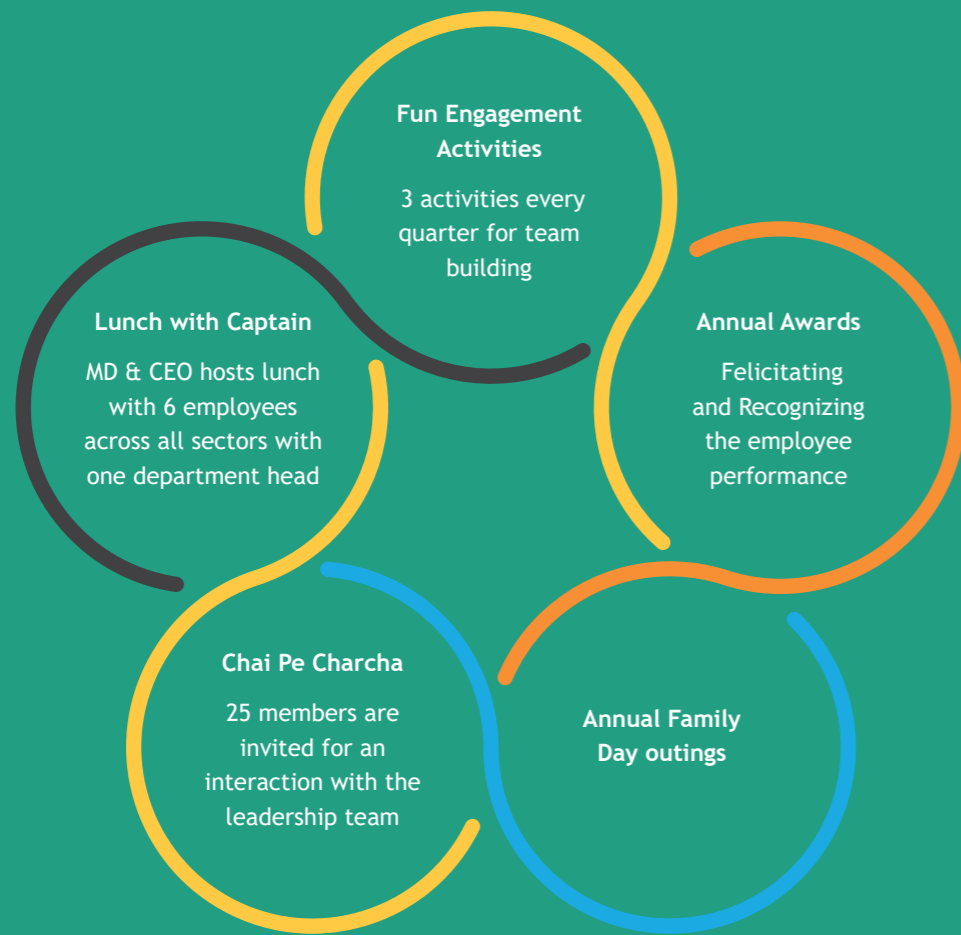 Fun Engagement
Activities
3 activities every
quarter for team
building
Lunch with Captain
MD & CEO hosts lunch
with 6 employees
across all sectors with
one department head
Annual Awards
Felicitating
and Recognizing
the employee
performance
Chai Pe Charcha
25 members are
invited for an
interaction with the
leadership team
Annual Family
Day outings